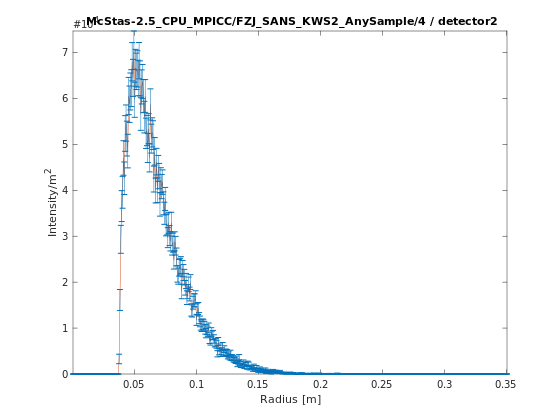 McStas-2.5_CPU_MPICC/FZJ_SANS_KWS2_AnySample/4 / detector2
7
6
5
4
3
2
1
0
Intensity/m²
0.05 0.1 0.15 0.2 0.25 0.3 0.35
Radius [m]